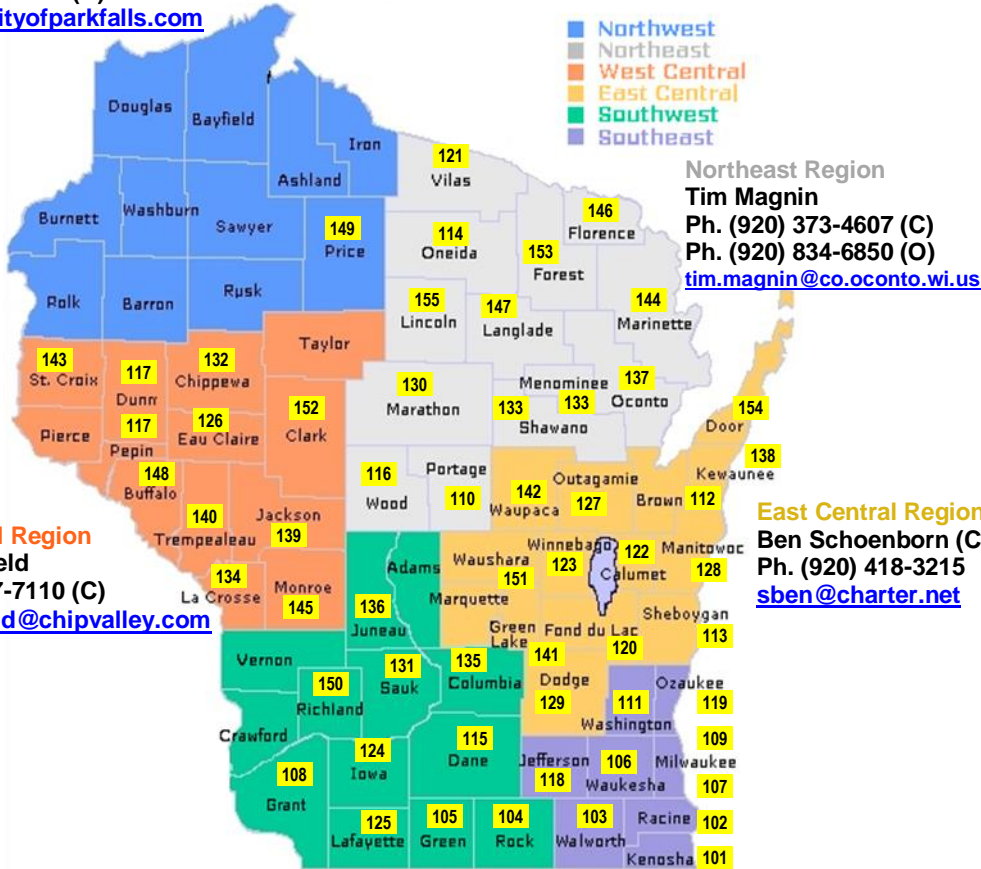 ityofparkfalls.com
Northwest
Northeast
West Central
East Central
Southwest
Southeast
Northeast Region
Tim Magnin
Ph. (920) 373-4607 (C)
Ph. (920) 834-6850 (O)
tim.magnin@co.oconto.wi.us
Douglas
Bayfield
Iron
Ashland
121
Vilas
Burnett
Washburn
Sawyer
149
Price
114
Oneida
146
Florence
153
Forest
Polk
Barron
Rusk
155
Lincoln
147
Langlade
144
Marinette
143
St. Croix
117
Dunn
132
Chippewa
Taylor
130
Marathon
Menominee
133
133
Shawano
137
Oconto
154
Door
Pierce
117
Pepin
126
Eau Claire
152
Clark
116
Wood
Portage
110
142
Waupaca
Outagamie
127
Brown
112
138
Kewaunee
148
Buffalo
140
Trempealeau
Jackson
139
East Central Region
Ben Schoenborn (C
Ph. (920) 418-3215
sben@charter.net
l Region
eld
7-7110 (C)
d@chipvalley.com
134
La Crosse
Monroe
145
Adams
136
Juneau
Waushara
151
Marquette
Winnebago
123
122
Calumet
Manitowoc
128
Green
Lake
141
Fond du Lac
120
Sheboygan
113
Vernon
150
Richland
131
Sauk
135
Columbia
Dodge
129
111
Washington
Ozaukee
119
Crawford
108
Grant
124
Iowa
115
Dane
Jefferson
118
106
Waukesha
109
Milwaukee
107
125
Lafayette
105
Green
104
Rock
103
Walworth
Racine
102
Kenosha
101